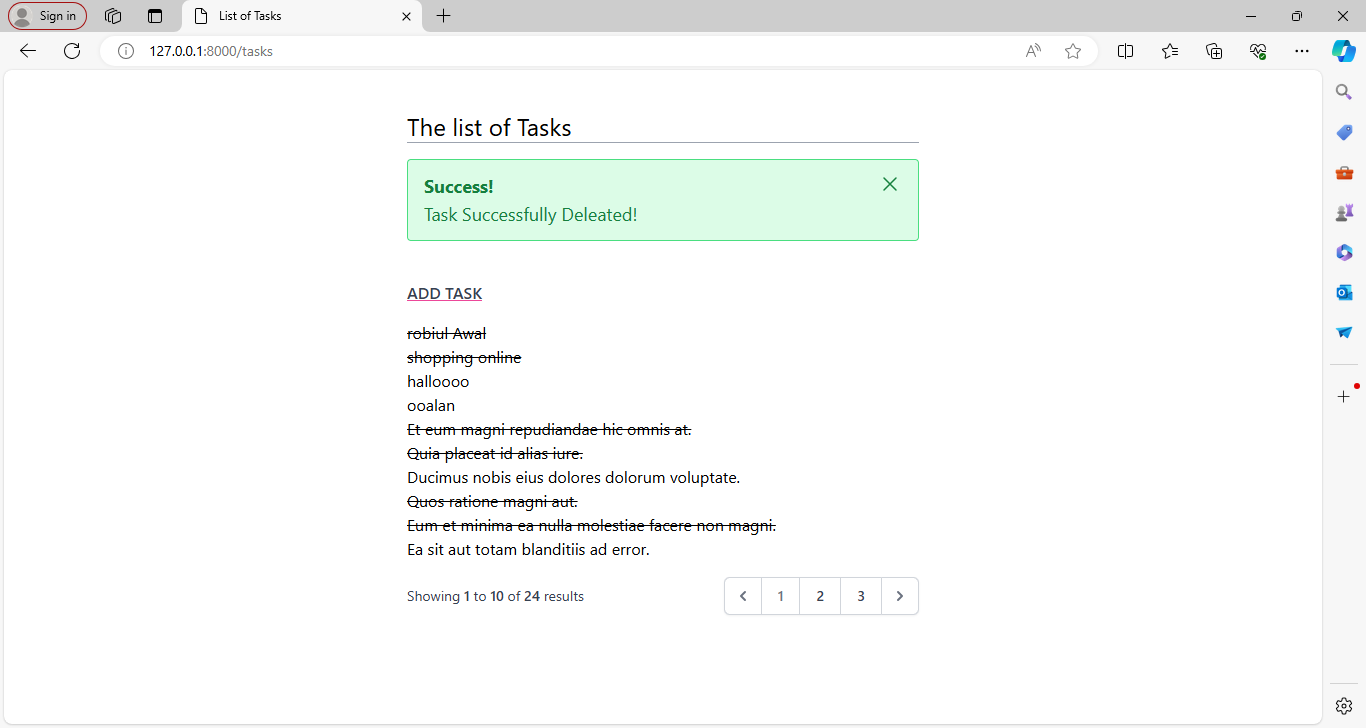 Sign in
List of Tasks
127.0.0.1:8000/tasks
The list of Tasks
Success!
Task Successfully Deleated!
ADD TASK
robiul Awal
shopping online
halloooo
ooalan
Et eum magni repudiandae hic omnis at.
Quia placeat id alias iure.
Ducimus nobis eius dolores dolorum voluptate.
Quos ratione magni aut.
Eum et minima ea nulla molestiae facere non magni.
Ea sit aut totam blanditiis ad error.
Showing 1 to 10 of 24 results
1 2 3